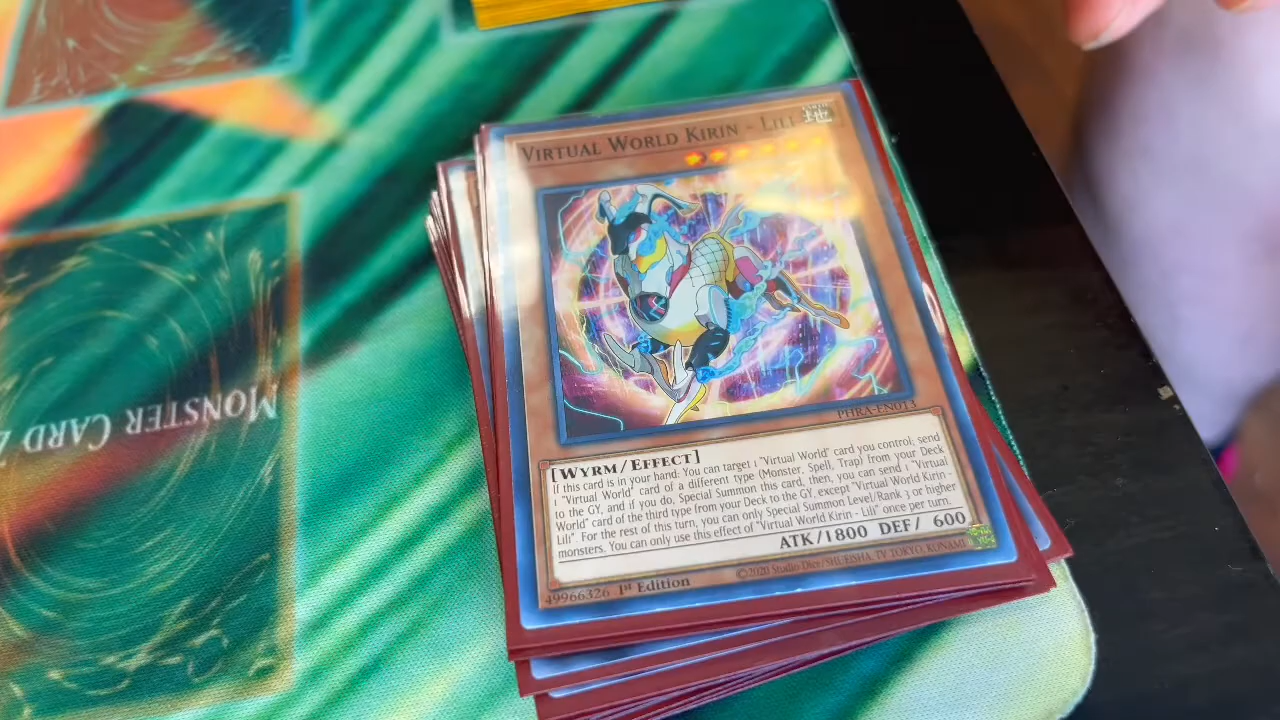 VIRTUAL WORLD KIRIN - LILI
地
PHRA-EN013
[WYRM/EFFECT]
If this card is in your hand: You can target 1 "Virtual World" card you control; send
1 "Virtual World" card of a different type (Monster, Spell, Trap) from your Deck
to the GY, and if you do, Special Summon this card, then, you can send 1 "Virtual
World" card of the third type from your Deck to the GY, except "Virtual World Kirin -
Lili". For the rest of this turn, you can only Special Summon Level/Rank 3 or higher
monsters. You can only use this effect of "Virtual World Kirin - Lili" once per turn.
ATK/1800 DEF/ 600
49966326 1st Edition
©2020 Studio Dice/SHUEISHA, TV TOKYO, KONAMI
MONSTER CARD